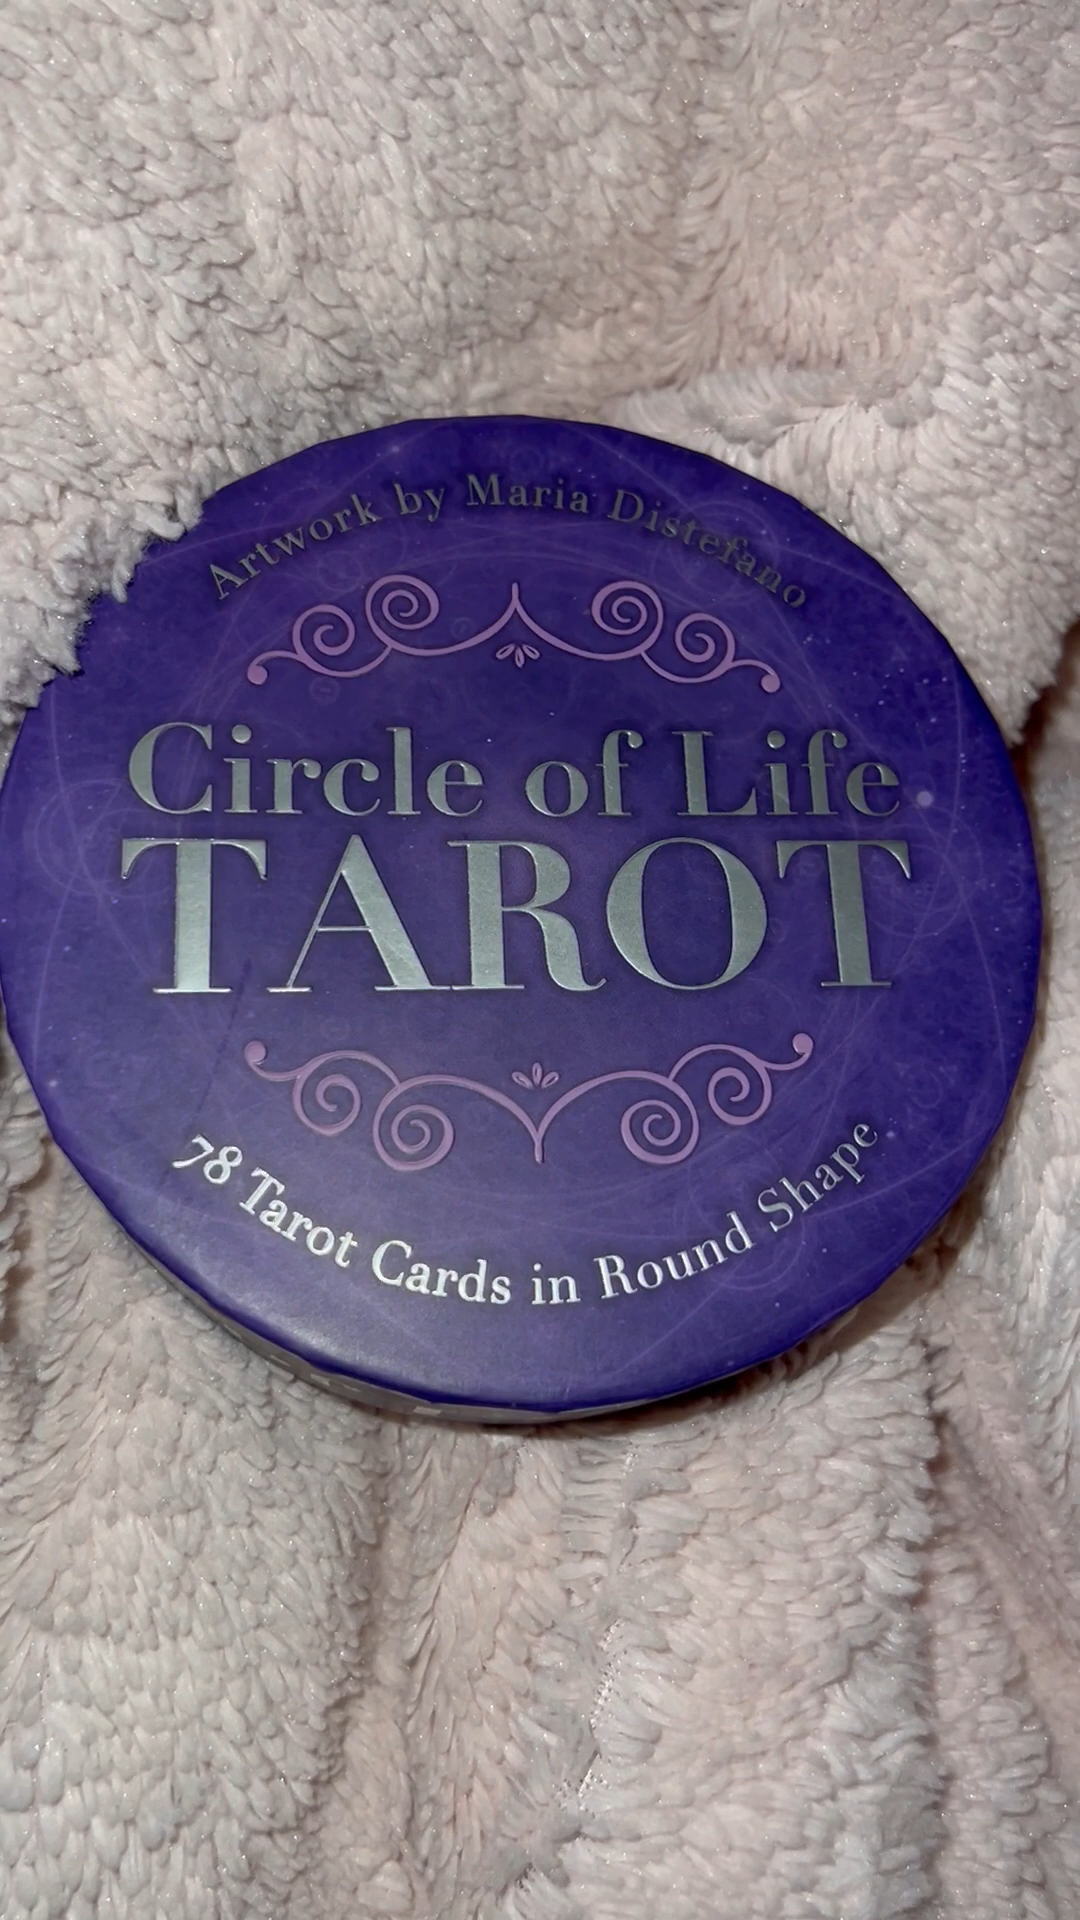 Artwork by Maria Distefano
Circle of Life
TAROT
78 Tarot Cards in Round Shape